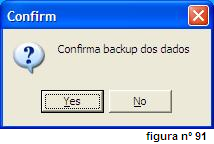 Confirm
Confirma backup dos dados
Yes
No
figura nº 91